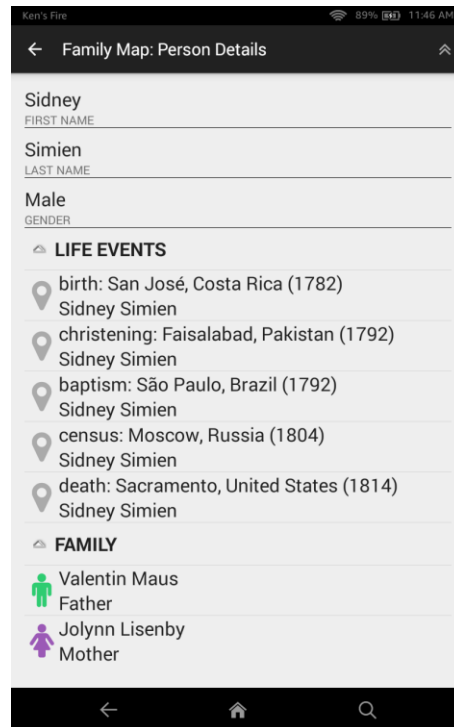 Ken's Fire 89% 11:46 AM
Family Map: Person Details
Sidney
FIRST NAME
Simien
LAST NAME
Male
GENDER
LIFE EVENTS
birth: San José, Costa Rica (1782)
Sidney Simien
christening: Faisalabad, Pakistan (1792)
Sidney Simien
baptism: São Paulo, Brazil (1792)
Sidney Simien
census: Moscow, Russia (1804)
Sidney Simien
death: Sacramento, United States (1814)
Sidney Simien
FAMILY
Valentin Maus
Father
Jolynn Lisenby
Mother